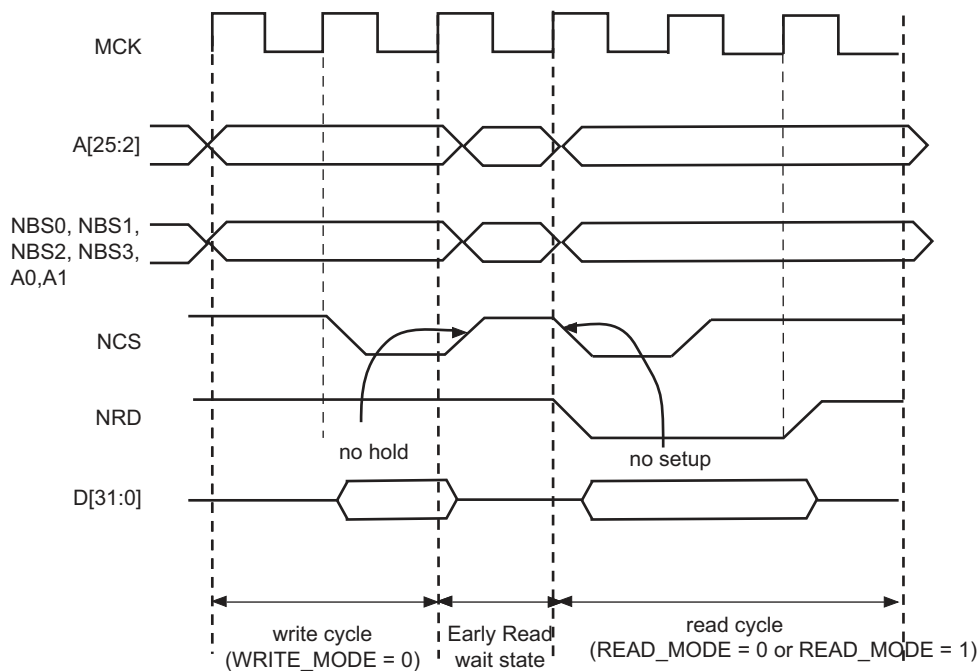 MCK
A[25:2]
NBS0, NBS1,
NBS2, NBS3,
A0,A1
NCS
NRD
no hold
no setup
D[31:0]
write cycle
(WRITE_MODE = 0)
Early Read
wait state
read cycle
(READ_MODE = 0 or READ_MODE = 1)